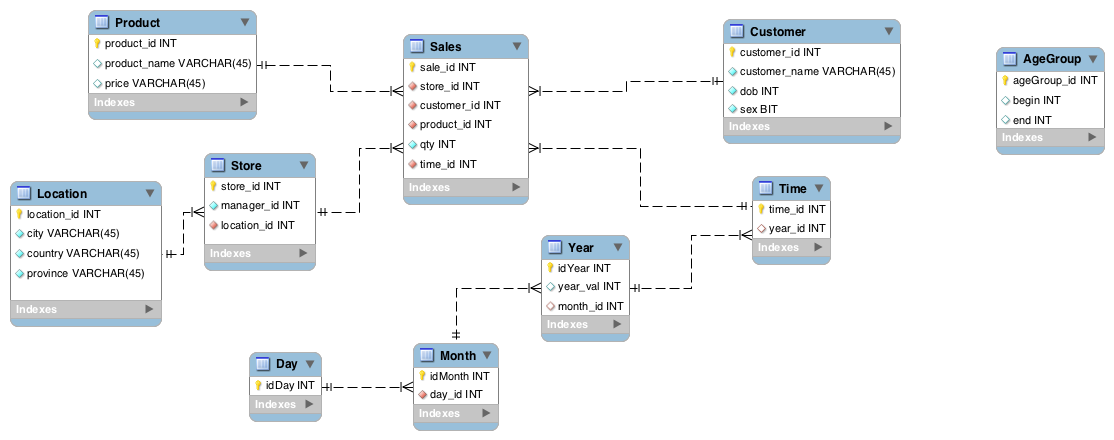 Product
product_id INT
product_name VARCHAR(45)
price VARCHAR(45)
Indexes
Sales
sale_id INT
store_id INT
customer_id INT
product_id INT
qty INT
time_id INT
Indexes
Customer
customer_id INT
customer_name VARCHAR(45)
dob INT
sex BIT
Indexes
AgeGroup
ageGroup_id INT
begin INT
end INT
Indexes
Location
location_id INT
city VARCHAR(45)
country VARCHAR(45)
province VARCHAR(45)
Indexes
Store
store_id INT
manager_id INT
location_id INT
Indexes
Time
time_id INT
year_id INT
Indexes
Year
idYear INT
year_val INT
month_id INT
Indexes
Day
idDay INT
Indexes
Month
idMonth INT
day_id INT
Indexes